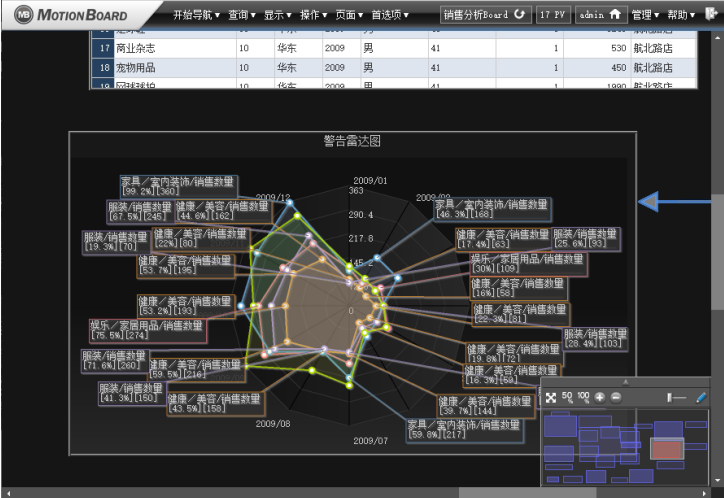 MB MOTIONBOARD 开始导航▾ 查询▾ 显示▾ 操作▾ 页面▾ 首选项▾ 销售分析Board 17 PV admin 管理▾ 帮助▾
17 商业杂志 10 华东 2009 男 41 1 530 航北路店
18 宠物用品 10 华东 2009 男 41 1 450 航北路店
警告雷达图
家具／室内装饰/销售数量
[99.2%][360]
2009/12
2009/01
363
290.4
217.8
145.2
0
家具／室内装饰/销售数量
[46.3%][168]
服装/销售数量
[67.5%][245]
健康／美容/销售数量
[44.6%][162]
服装/销售数量
[19.3%][70]
健康／美容/销售数量
[22%][80]
健康／美容/销售数量
[17.4%][63]
服装/销售数量
[25.6%][93]
健康／美容/销售数量
[53.7%][195]
娱乐／家居用品/销售数量
[30%][109]
健康／美容/销售数量
[16%][58]
健康／美容/销售数量
[53.2%][193]
健康／美容/销售数量
[22.3%][81]
娱乐／家居用品/销售数量
[75.5%][274]
服装/销售数量
[28.4%][103]
服装/销售数量
[71.6%][260]
健康／美容/销售数量
[59.5%][216]
健康／美容/销售数量
[19.8%][72]
健康／美容/销售数量
[16.3%][59]
服装/销售数量
[41.3%][150]
健康／美容/销售数量
[43.5%][158]
健康／美容/销售数量
[39.7%][144]
2009/08
家具／室内装饰/销售数量
[59.8%][217]
2009/07
50% 100%